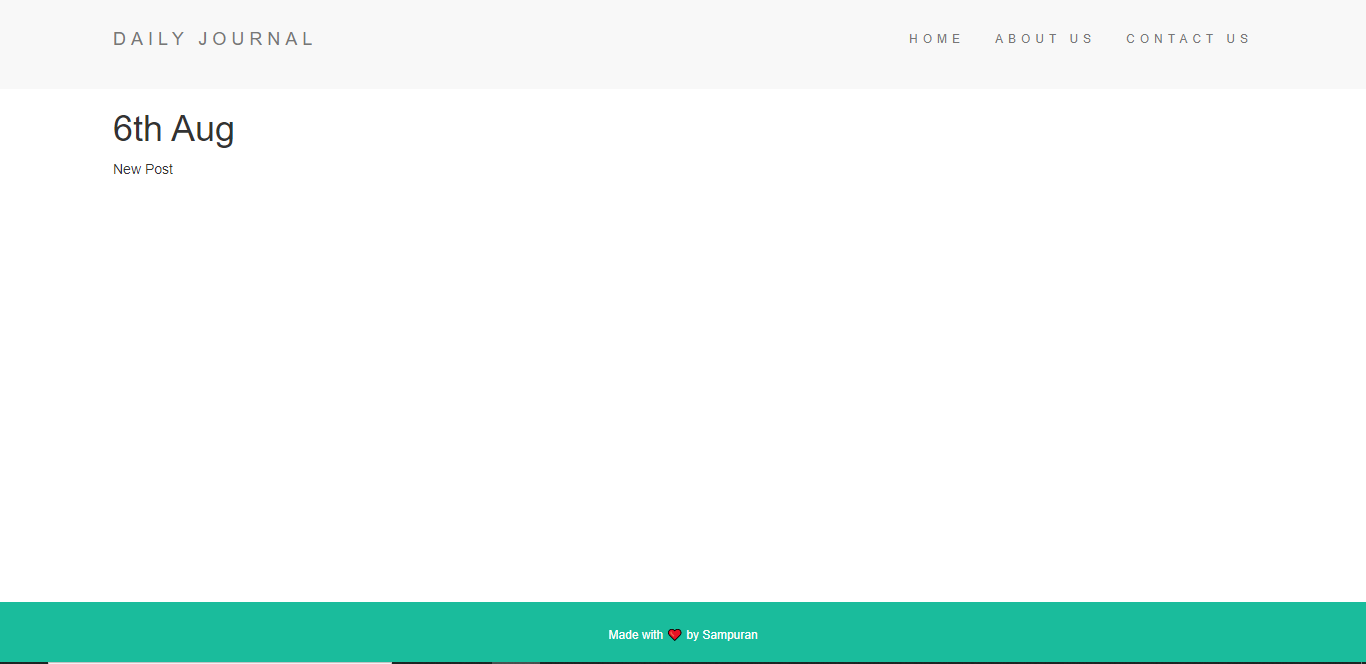 DAILY JOURNAL
HOME ABOUT US CONTACT US
6th Aug
New Post
Made with ❤ by Sampuran